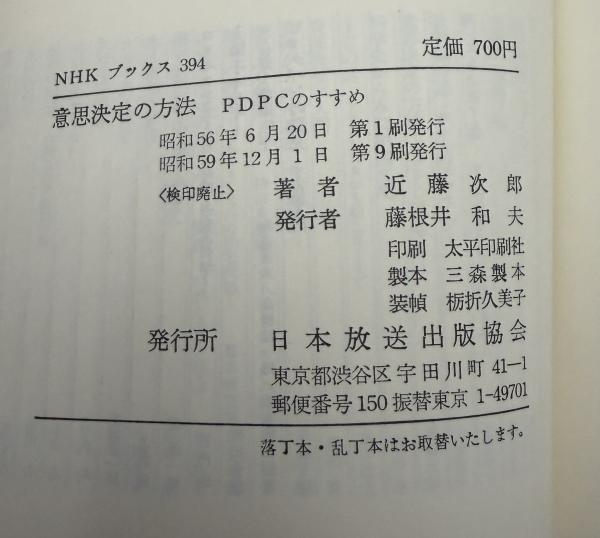 NHK ブックス 394 定価 700円
意思決定の方法 PDPCのすすめ
昭和56年6月20日 第1刷発行
昭和59年12月1日 第9刷発行
〈検印廃止〉 著者 近藤次郎
発行者 藤根井和夫
印刷 太平印刷社
製本 三森製本
装幀 栃折久美子
発行所 日本放送出版協会
東京都渋谷区宇田川町 41-1
郵便番号150 振替東京 1-49701
落丁本・乱丁本はお取替いたします。